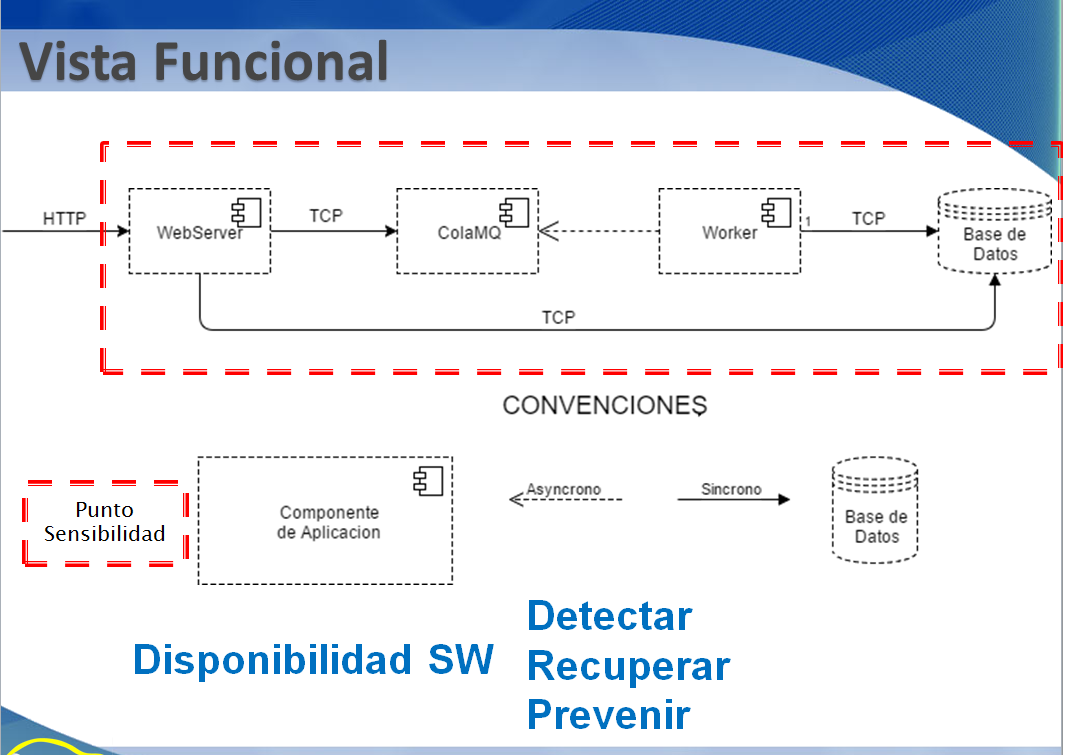 Vista Funcional
HTTP
WebServer
TCP
ColaMQ
Worker
1
TCP
Base de
Datos
TCP
CONVENCIONES
Punto
Sensibilidad
Componente
de Aplicacion
Asyncrono
Sincrono
Base de
Datos
Disponibilidad SW
Detectar
Recuperar
Prevenir